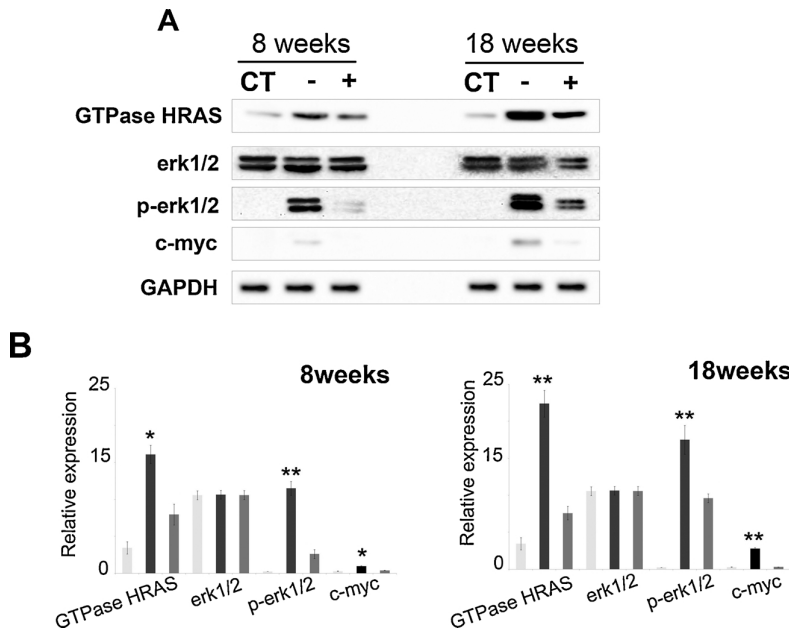 A
8 weeks 18 weeks
CT - + CT - +
GTPase HRAS
erk1/2
p-erk1/2
c-myc
GAPDH
B
8weeks 18weeks
Relative expression
25
15
0
* ** *
GTPase HRAS erk1/2 p-erk1/2 c-myc
Relative expression
25
15
0
** ** **
GTPase HRAS erk1/2 p-erk1/2 c-myc